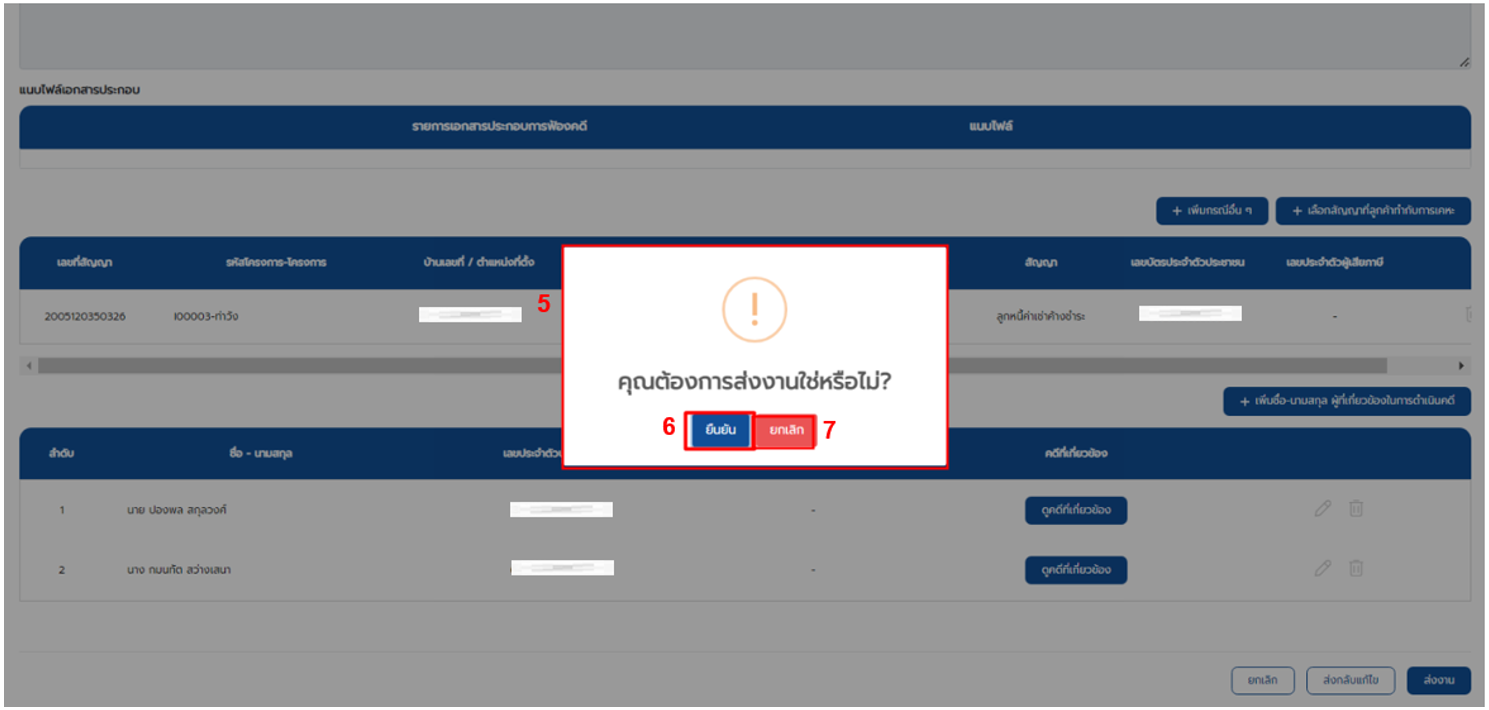 แนบไฟล์เอกสารประกอบ
รายการเอกสารประกอบการฟ้องคดี แนบไฟล์
+ เพิ่มกรณีอื่น ๆ + เลือกสัญญาที่ลูกค้าทำกับการเคหะ
เลขที่สัญญา รหัสโครงการ-โครงการ บ้านเลขที่ / ตำแหน่งที่ตั้ง สัญญา เลขบัตรประจำตัวประชาชน เลขประจำตัวผู้เสียภาษี
2005120350326 I00003-ท่าวัง 5 ลูกหนี้ค่าเช่าค้างชำระ -
คุณต้องการส่งงานใช่หรือไม่?
+ เพิ่มชื่อ-นามสกุล ผู้ที่เกี่ยวข้องในการดำเนินคดี
6 ยืนยัน ยกเลิก 7
ลำดับ ชื่อ - นามสกุล คดีที่เกี่ยวข้อง
1 นาย ปองพล สกุลวงศ์ - ดูคดีที่เกี่ยวข้อง
2 นาง กนนทัต สว่างเสนา - ดูคดีที่เกี่ยวข้อง
ยกเลิก ส่งกลับแก้ไข ส่งงาน